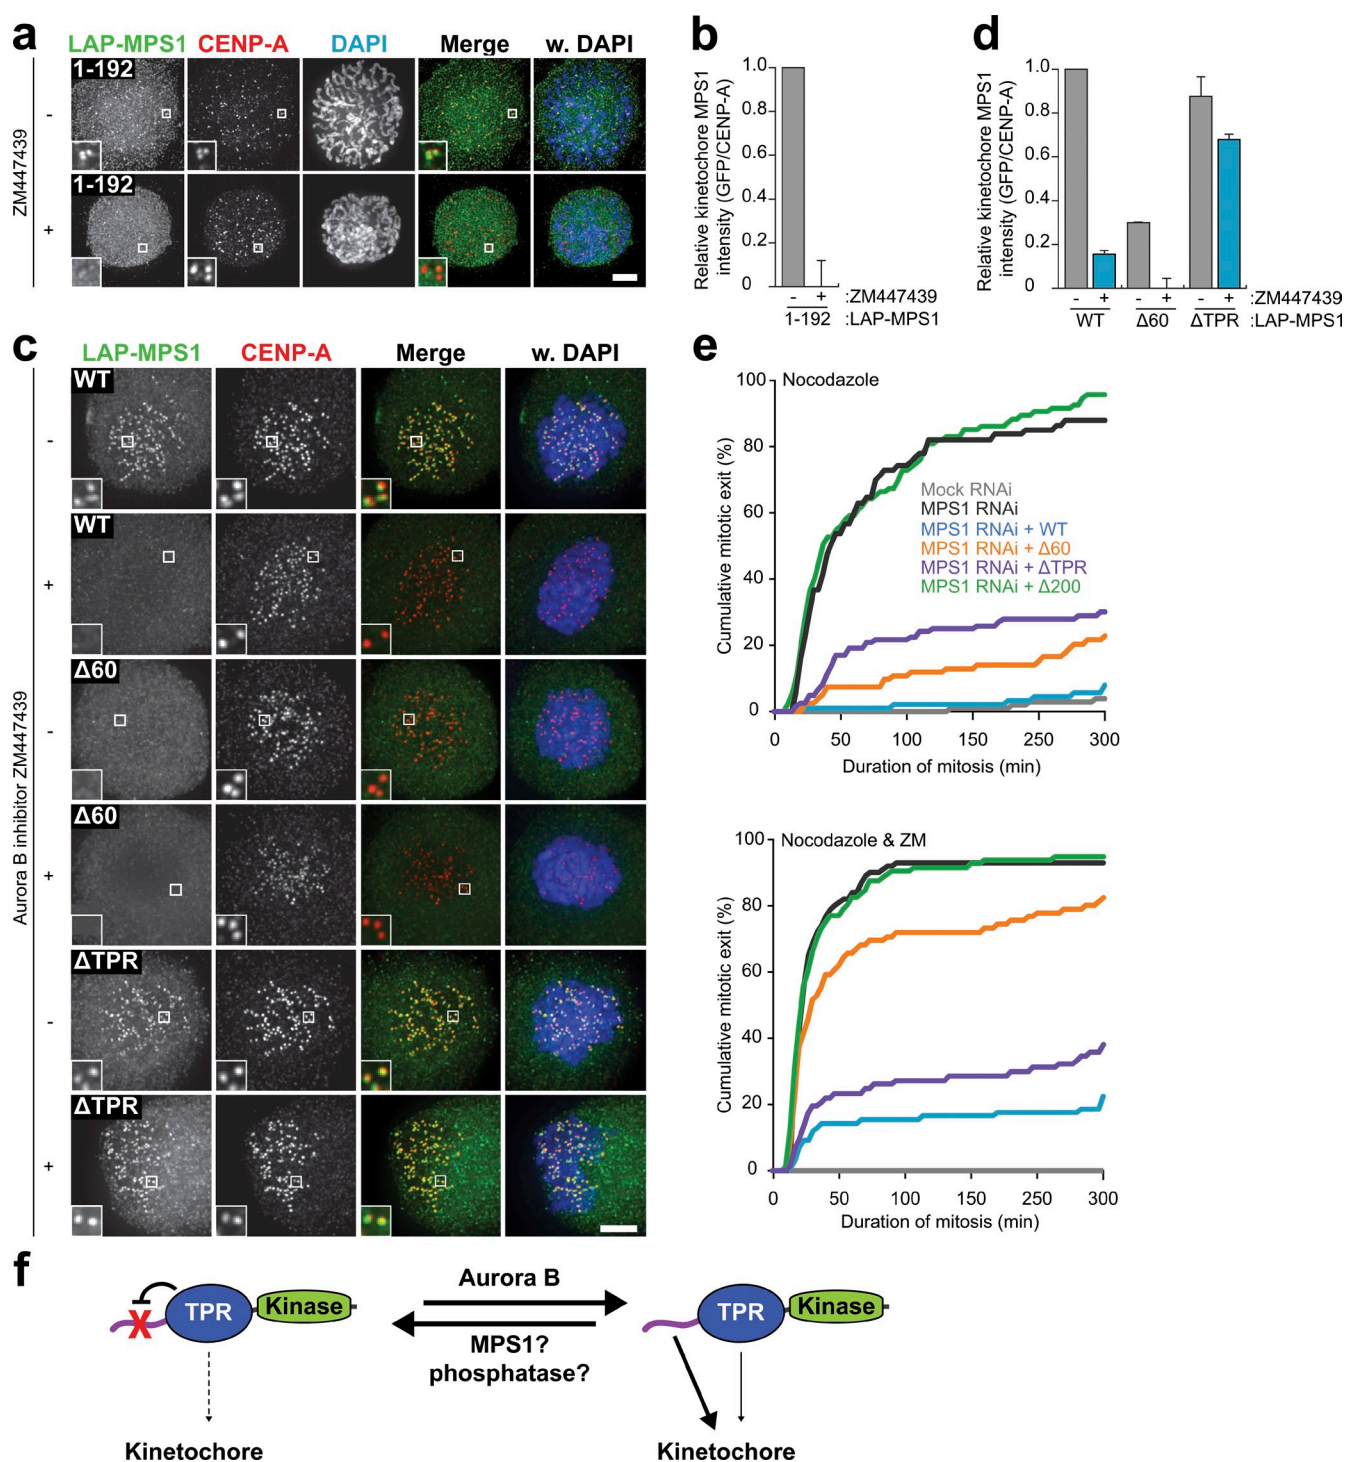 a
LAP-MPS1 CENP-A DAPI Merge w. DAPI
ZM447439
-
1-192
+
1-192
b
Relative kinetochore MPS1
intensity (GFP/CENP-A)
1.0
0.8
0.6
0.4
0.2
0
- + :ZM447439
1-192 :LAP-MPS1
d
Relative kinetochore MPS1
intensity (GFP/CENP-A)
1.0
0.8
0.6
0.4
0.2
0
- + - + - + :ZM447439
WT Δ60 ΔTPR :LAP-MPS1
c
LAP-MPS1 CENP-A Merge w. DAPI
Aurora B inhibitor ZM447439
-
WT
+
WT
-
Δ60
+
Δ60
-
ΔTPR
+
ΔTPR
e
Nocodazole
Cumulative mitotic exit (%)
100
80
60
40
20
0
Mock RNAi
MPS1 RNAi
MPS1 RNAi + WT
MPS1 RNAi + Δ60
MPS1 RNAi + ΔTPR
MPS1 RNAi + Δ200
0 50 100 150 250 300
Duration of mitosis (min)
Nocodazole & ZM
Cumulative mitotic exit (%)
100
80
60
40
20
0
0 50 100 150 250 300
Duration of mitosis (min)
f
X TPR Kinase
Aurora B
MPS1?
phosphatase?
TPR Kinase
Kinetochore Kinetochore